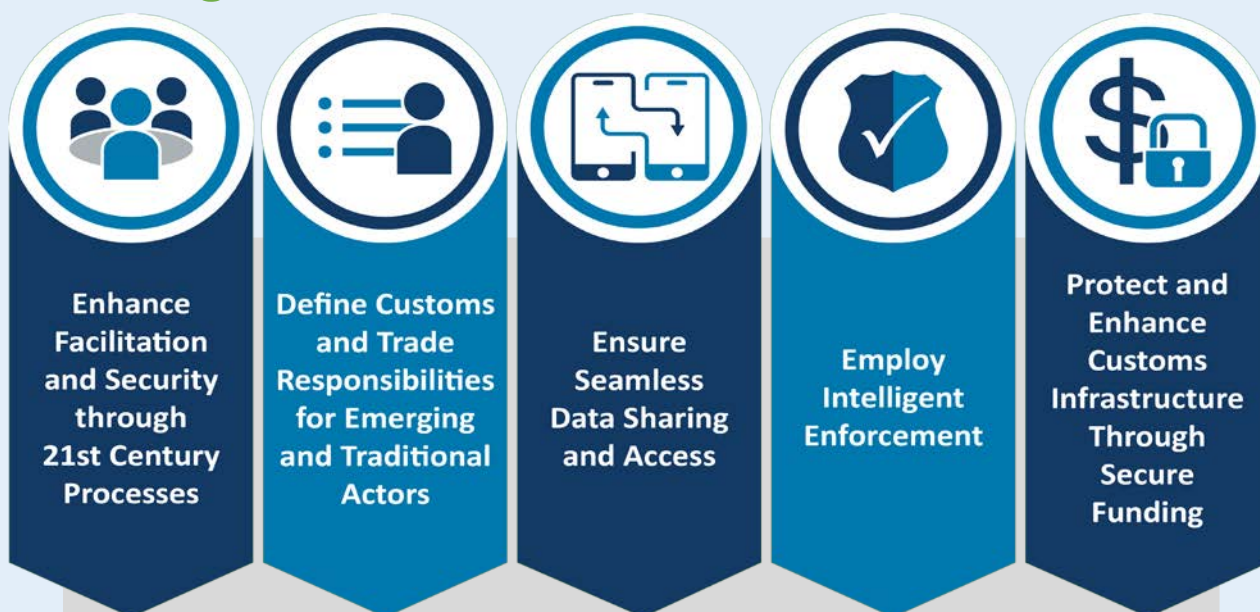 Enhance
Facilitation
and Security
through
21st Century
Processes
Define Customs
and Trade
Responsibilities
for Emerging
and Traditional
Actors
Ensure
Seamless
Data Sharing
and Access
Employ
Intelligent
Enforcement
Protect and
Enhance
Customs
Infrastructure
Through
Secure
Funding